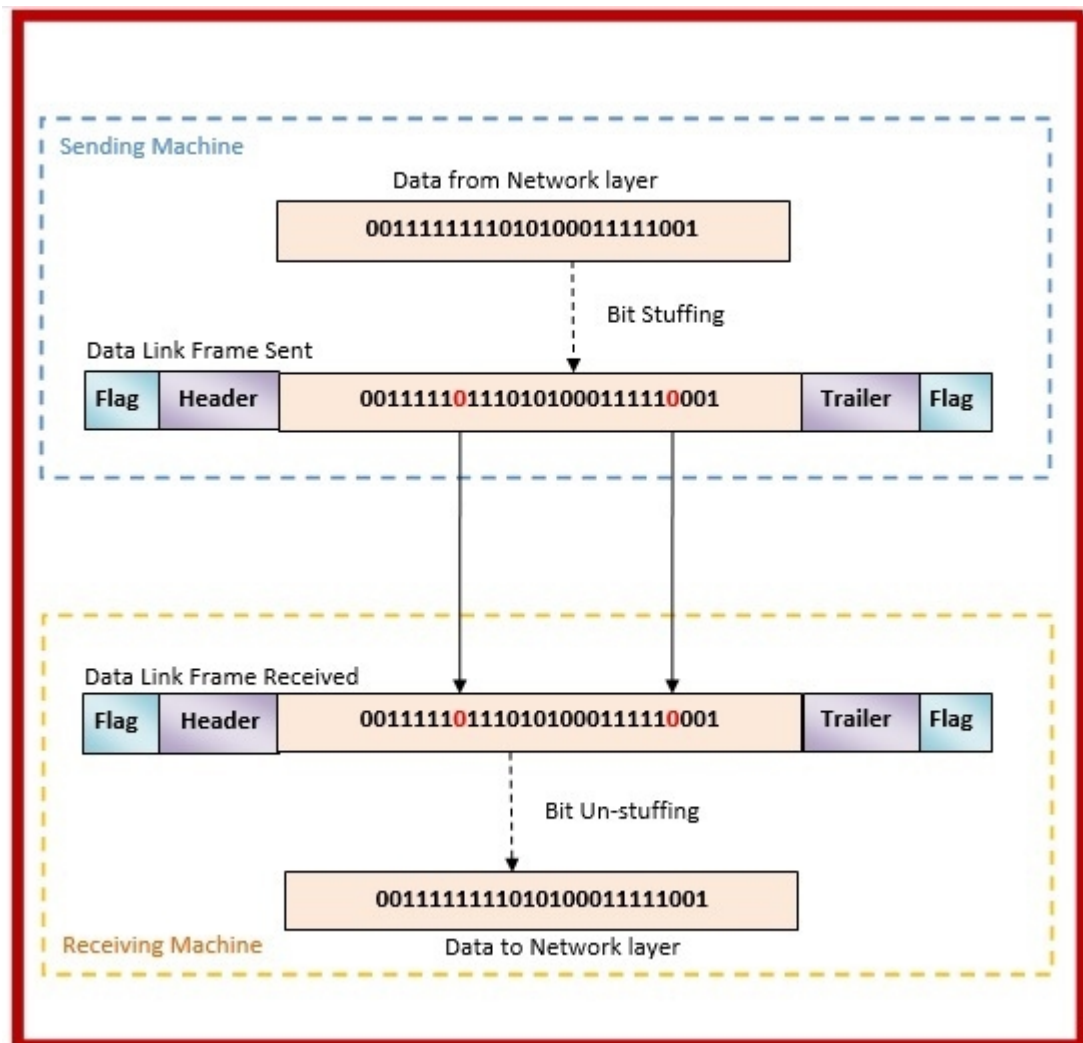 Sending Machine
Data from Network layer
0011111111010100011111001
Bit Stuffing
Data Link Frame Sent
Flag Header 001111101110101000111110001 Trailer Flag
Data Link Frame Received
Flag Header 001111101110101000111110001 Trailer Flag
Bit Un-stuffing
0011111111010100011111001
Receiving Machine Data to Network layer